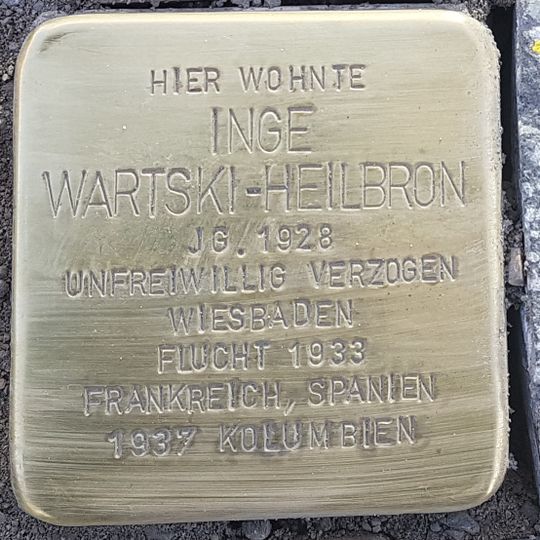 HIER WOHNTE
INGE
WARTSKI-HEILBRON
JG. 1928
UNFREIWILLIG VERZOGEN
WIESBADEN
FLUCHT 1933
FRANKREICH, SPANIEN
1937 KOLUMBIEN